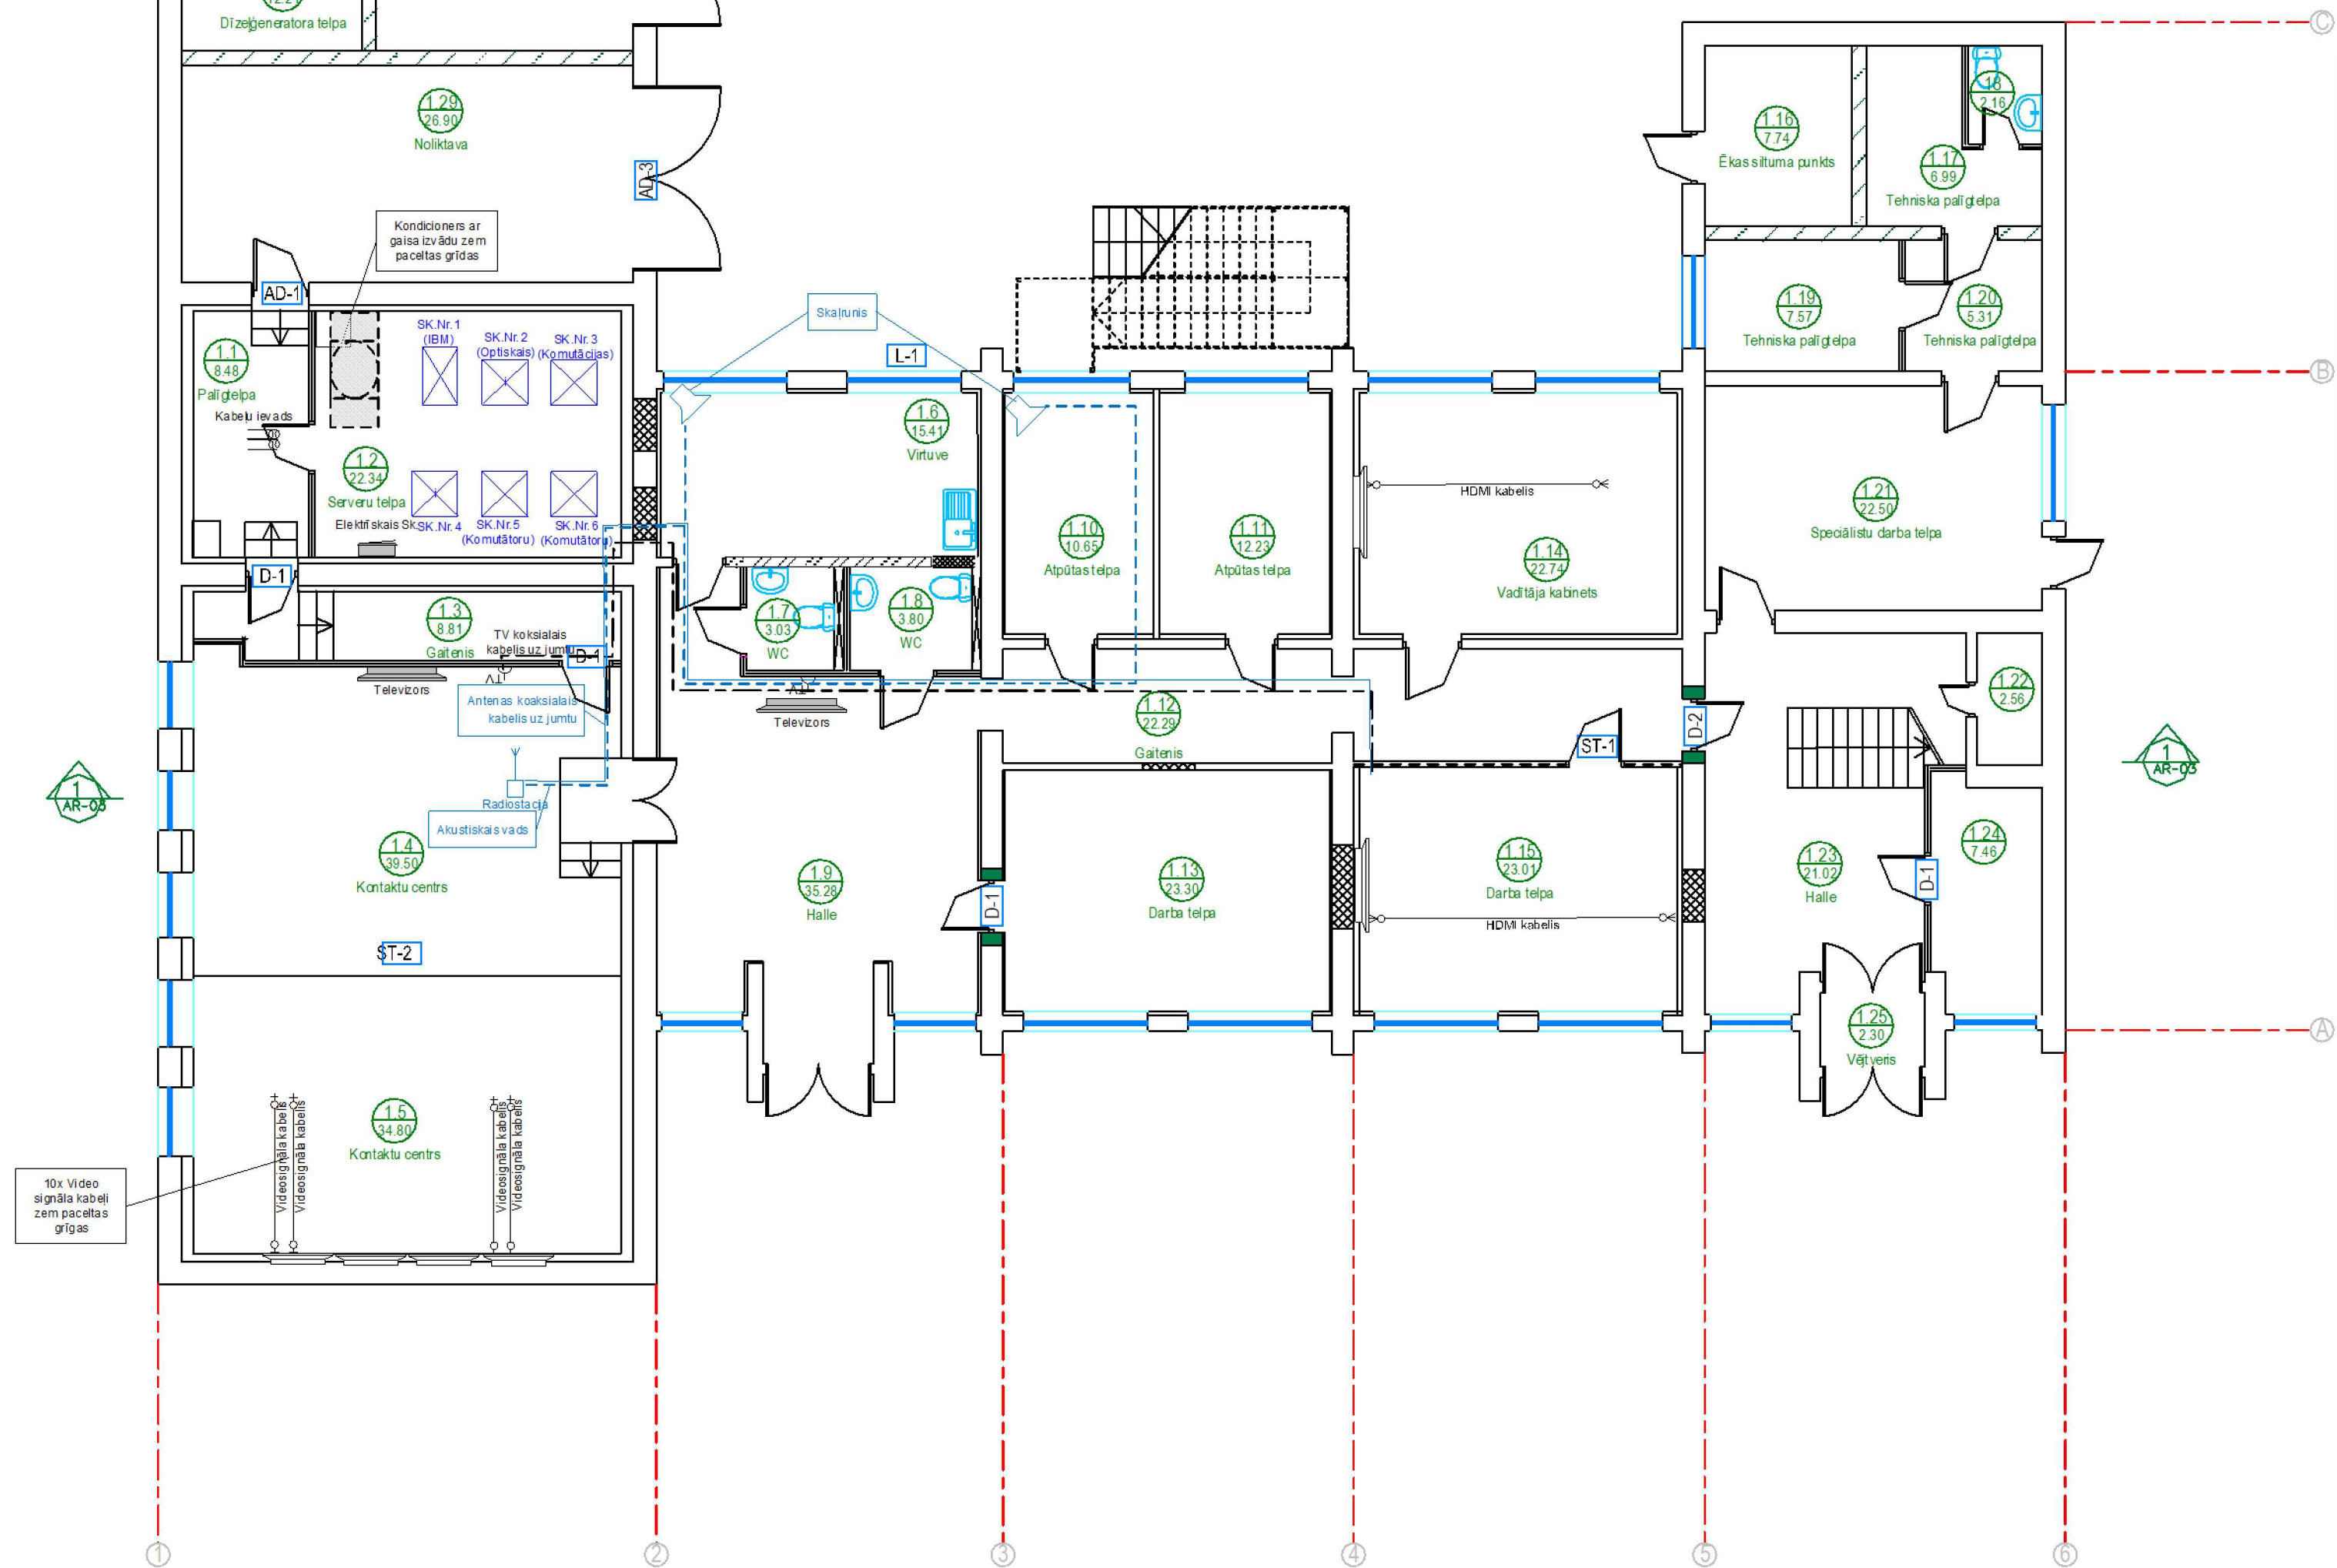 Dīzeļģeneratora telpa
C
1.29
26.90
Noliktava
AD-3
18
2.16
1.16
7.74
Ēkas siltuma punkts
1.17
6.99
Tehniska palīgtelpa
Kondicioners ar
gaisa izvādu zem
paceltas grīdas
AD-1
Skaļrunis
1.19
7.57
Tehniska palīgtelpa
1.20
5.31
Tehniska palīgtelpa
1.1
8.48
Palīgtelpa
Kabeļu ievads
SK.Nr.1
(IBM)
SK.Nr.2
(Optiskais)
SK.Nr.3
(Komutācijas)
L-1
B
1.2
22.34
Serveru telpa
Elektrīskais Sk.
SK.Nr.4
SK.Nr.5
(Komutātoru)
SK.Nr.6
(Komutātoru)
1.6
15.41
Virtuve
HDMI kabelis
1.21
22.50
Speciālistu darba telpa
1.10
10.65
Atpūtas telpa
1.11
12.23
Atpūtas telpa
1.14
22.74
Vadītāja kabinets
D-1
1.3
8.81
Gaitenis
TV koksialais
kabelis uz jumtu
D-1
1.7
3.03
WC
1.8
3.80
WC
TV
Televizors
Antenas koaksialais
kabelis uz jumtu
TV
Televizors
1.12
22.29
Gaitenis
ST-1
D-2
1.22
2.56
1
AR-03
Radiostacija
Akustiskais vads
1
AR-03
1.4
39.50
Kontaktu centrs
1.9
35.28
Halle
D-1
1.13
23.30
Darba telpa
1.15
23.01
Darba telpa
HDMI kabelis
1.23
21.02
Halle
D-1
1.24
7.46
ST-2
1.25
2.30
Vējtveris
A
1.5
34.80
Kontaktu centrs
Videosignāla kabelis
Videosignāla kabelis
Videosignāla kabelis
Videosignāla kabelis
10x Video
signāla kabeļi
zem paceltas
grīgas
1
2
3
4
5
6